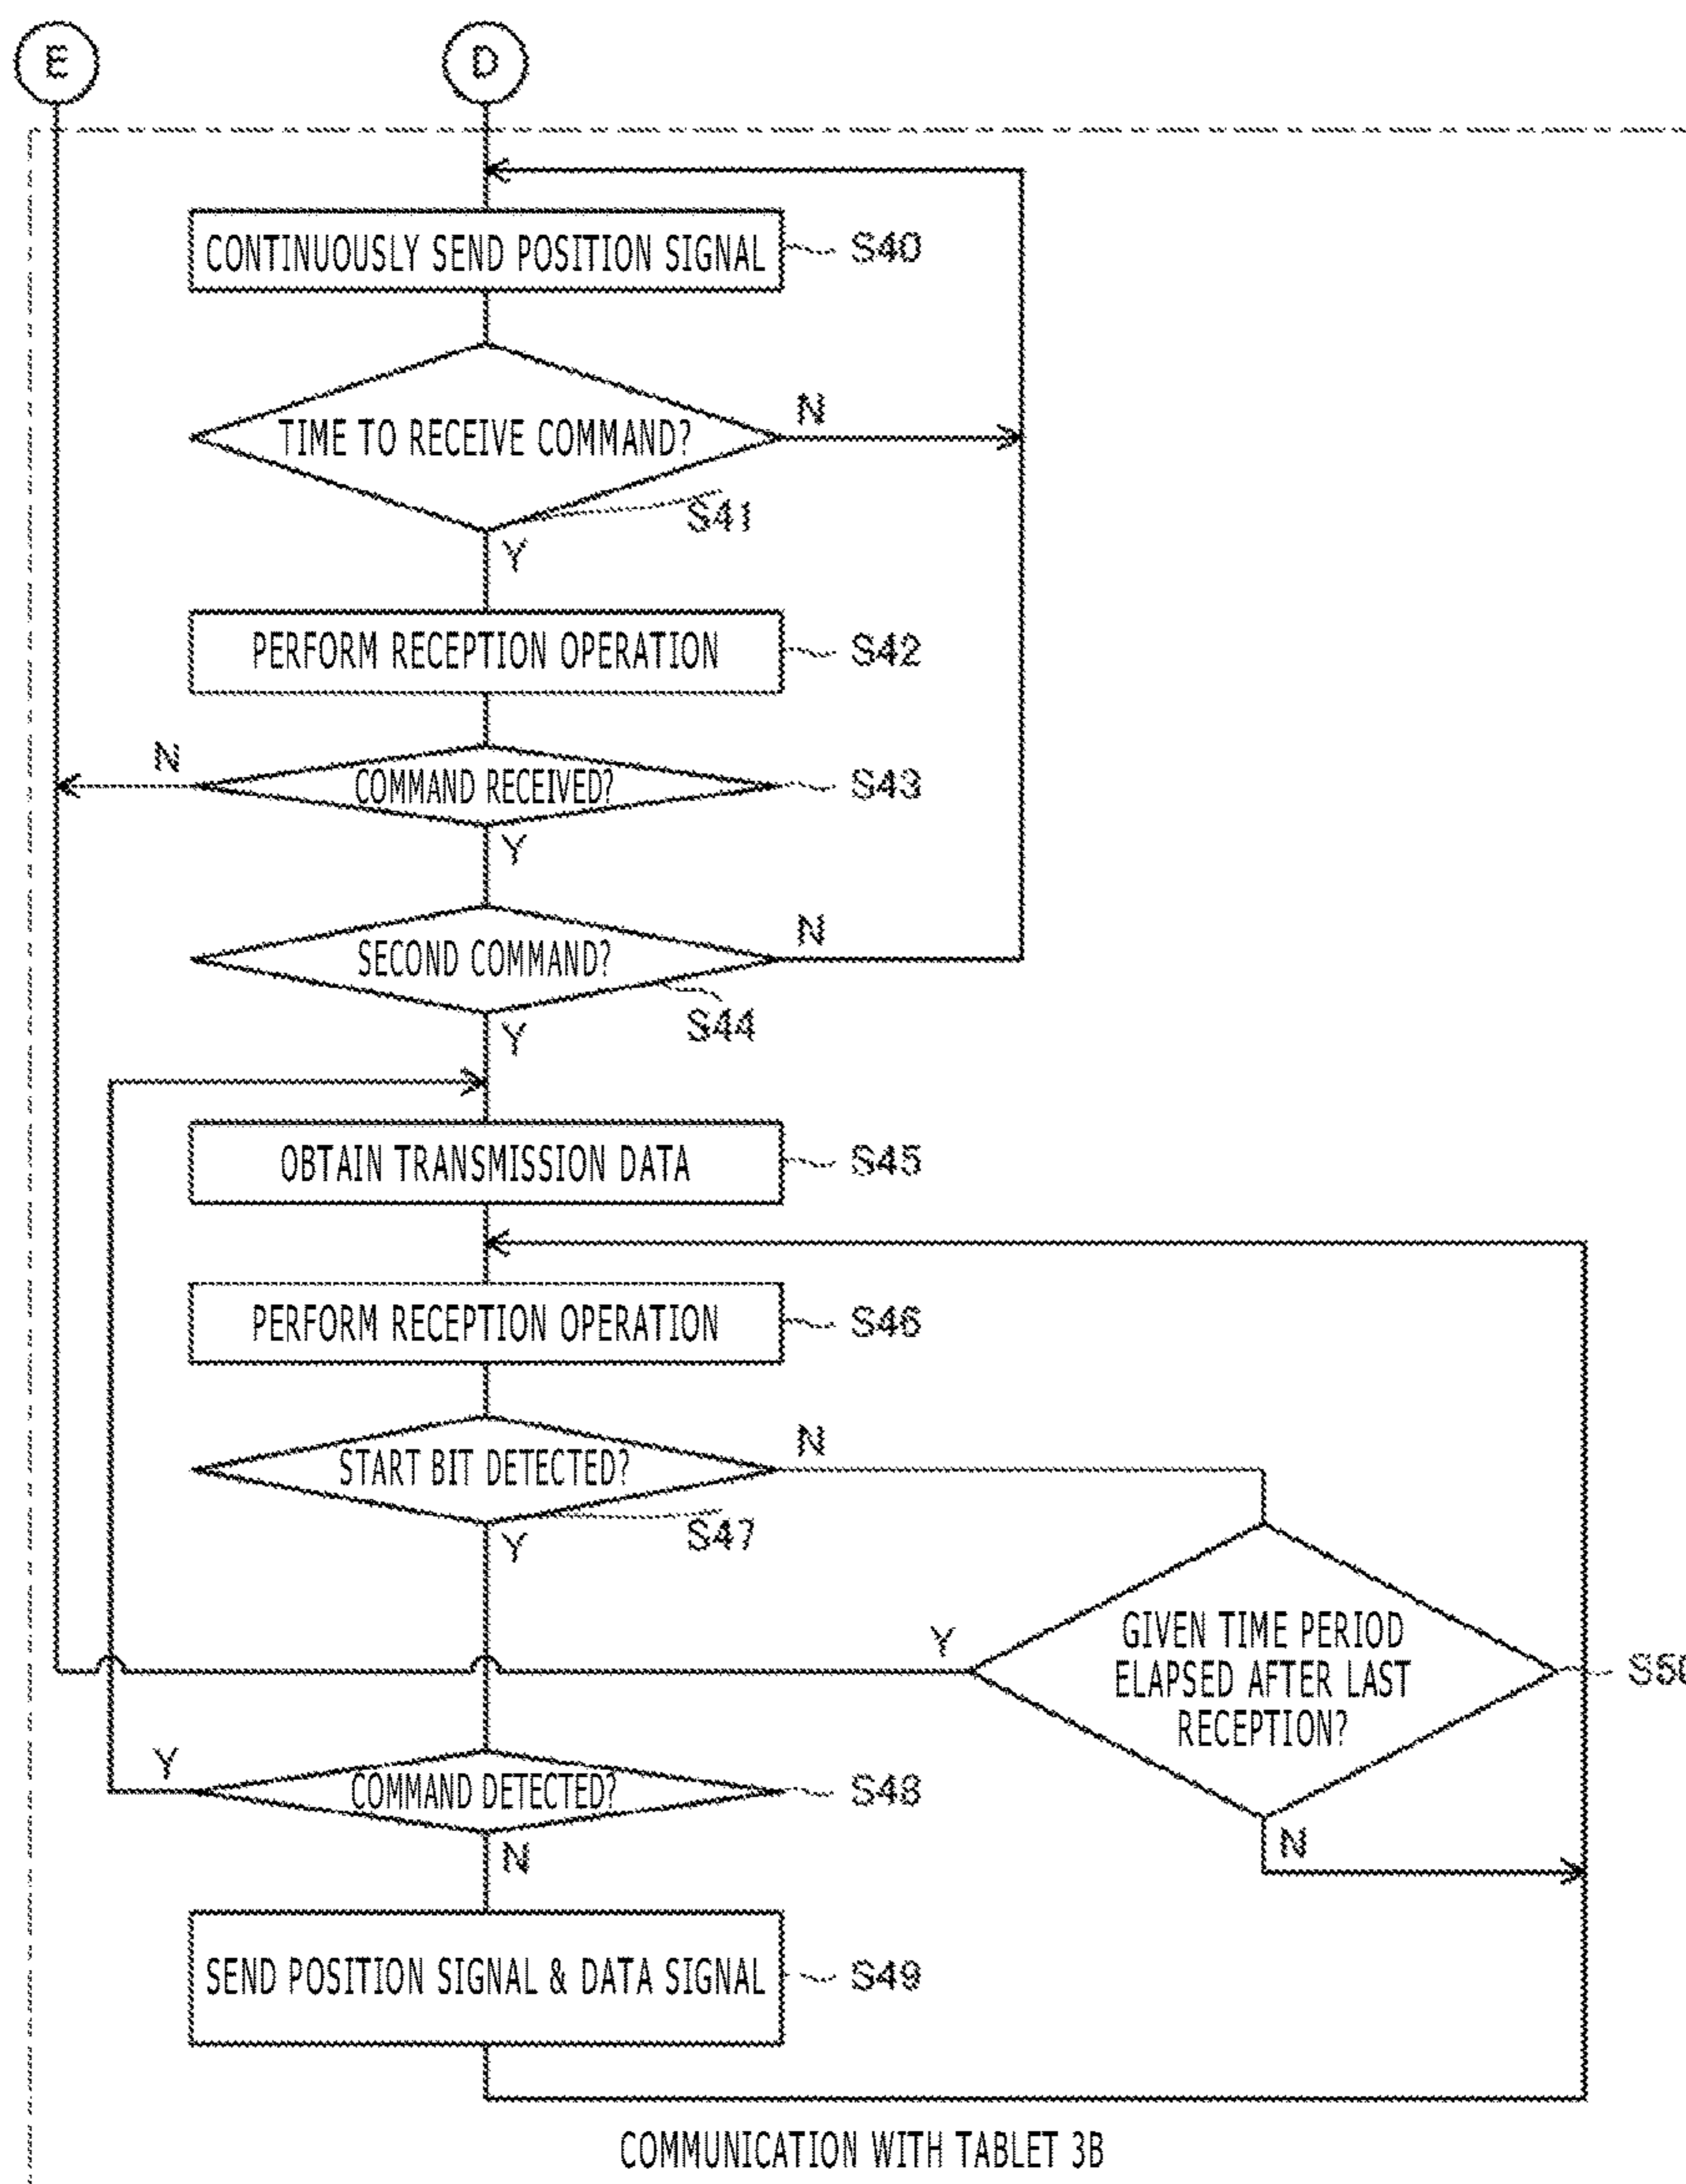 E
D
CONTINUOUSLY SEND POSITION SIGNAL
S40
TIME TO RECEIVE COMMAND?
N
S41
Y
PERFORM RECEPTION OPERATION
S42
N
COMMAND RECEIVED?
S43
Y
SECOND COMMAND?
N
S44
Y
OBTAIN TRANSMISSION DATA
S45
PERFORM RECEPTION OPERATION
S46
START BIT DETECTED?
N
S47
Y
Y
GIVEN TIME PERIOD
ELAPSED AFTER LAST
RECEPTION?
S50
Y
COMMAND DETECTED?
S48
N
N
SEND POSITION SIGNAL & DATA SIGNAL
S49
COMMUNICATION WITH TABLET 3B